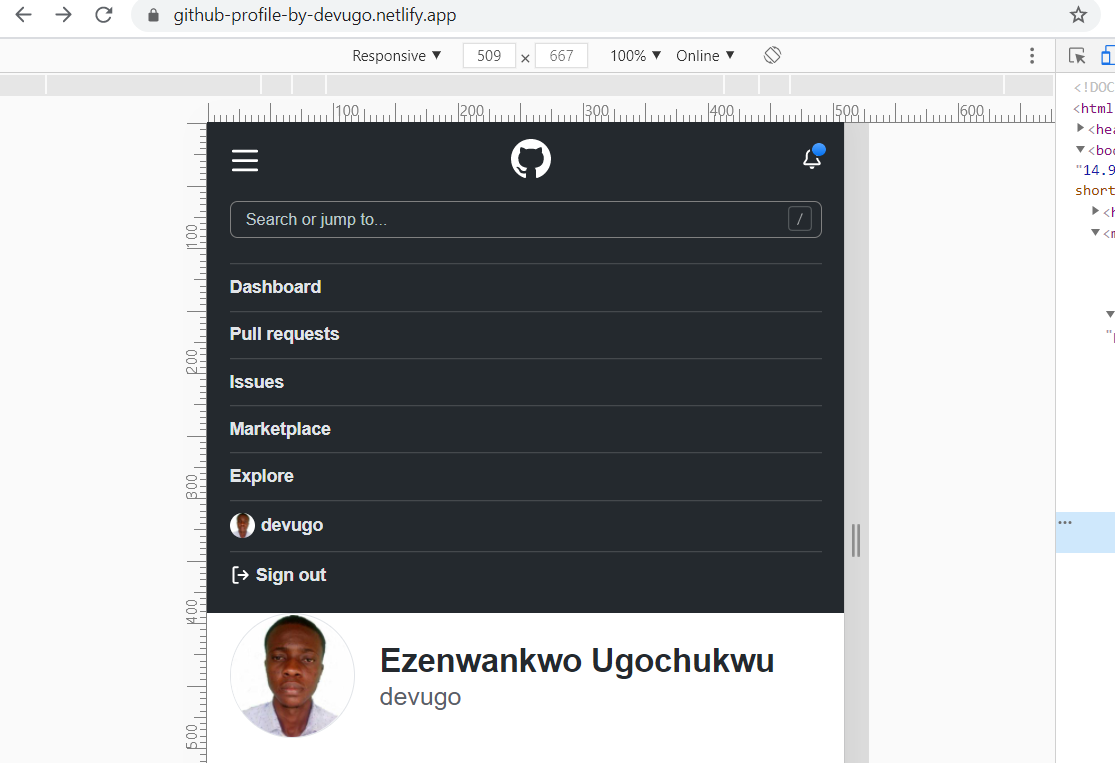 github-profile-by-devugo.netlify.app
Responsive ▼ 509 × 667 100% ▼ Online ▼
100 200 300 400 500 600
<!DOC
<html
<hea
<boo
"14.9
short
<h
<m
100
200
300
400
500
Search or jump to... /
Dashboard
Pull requests
Issues
Marketplace
Explore
devugo
Sign out
Ezenwankwo Ugochukwu
devugo